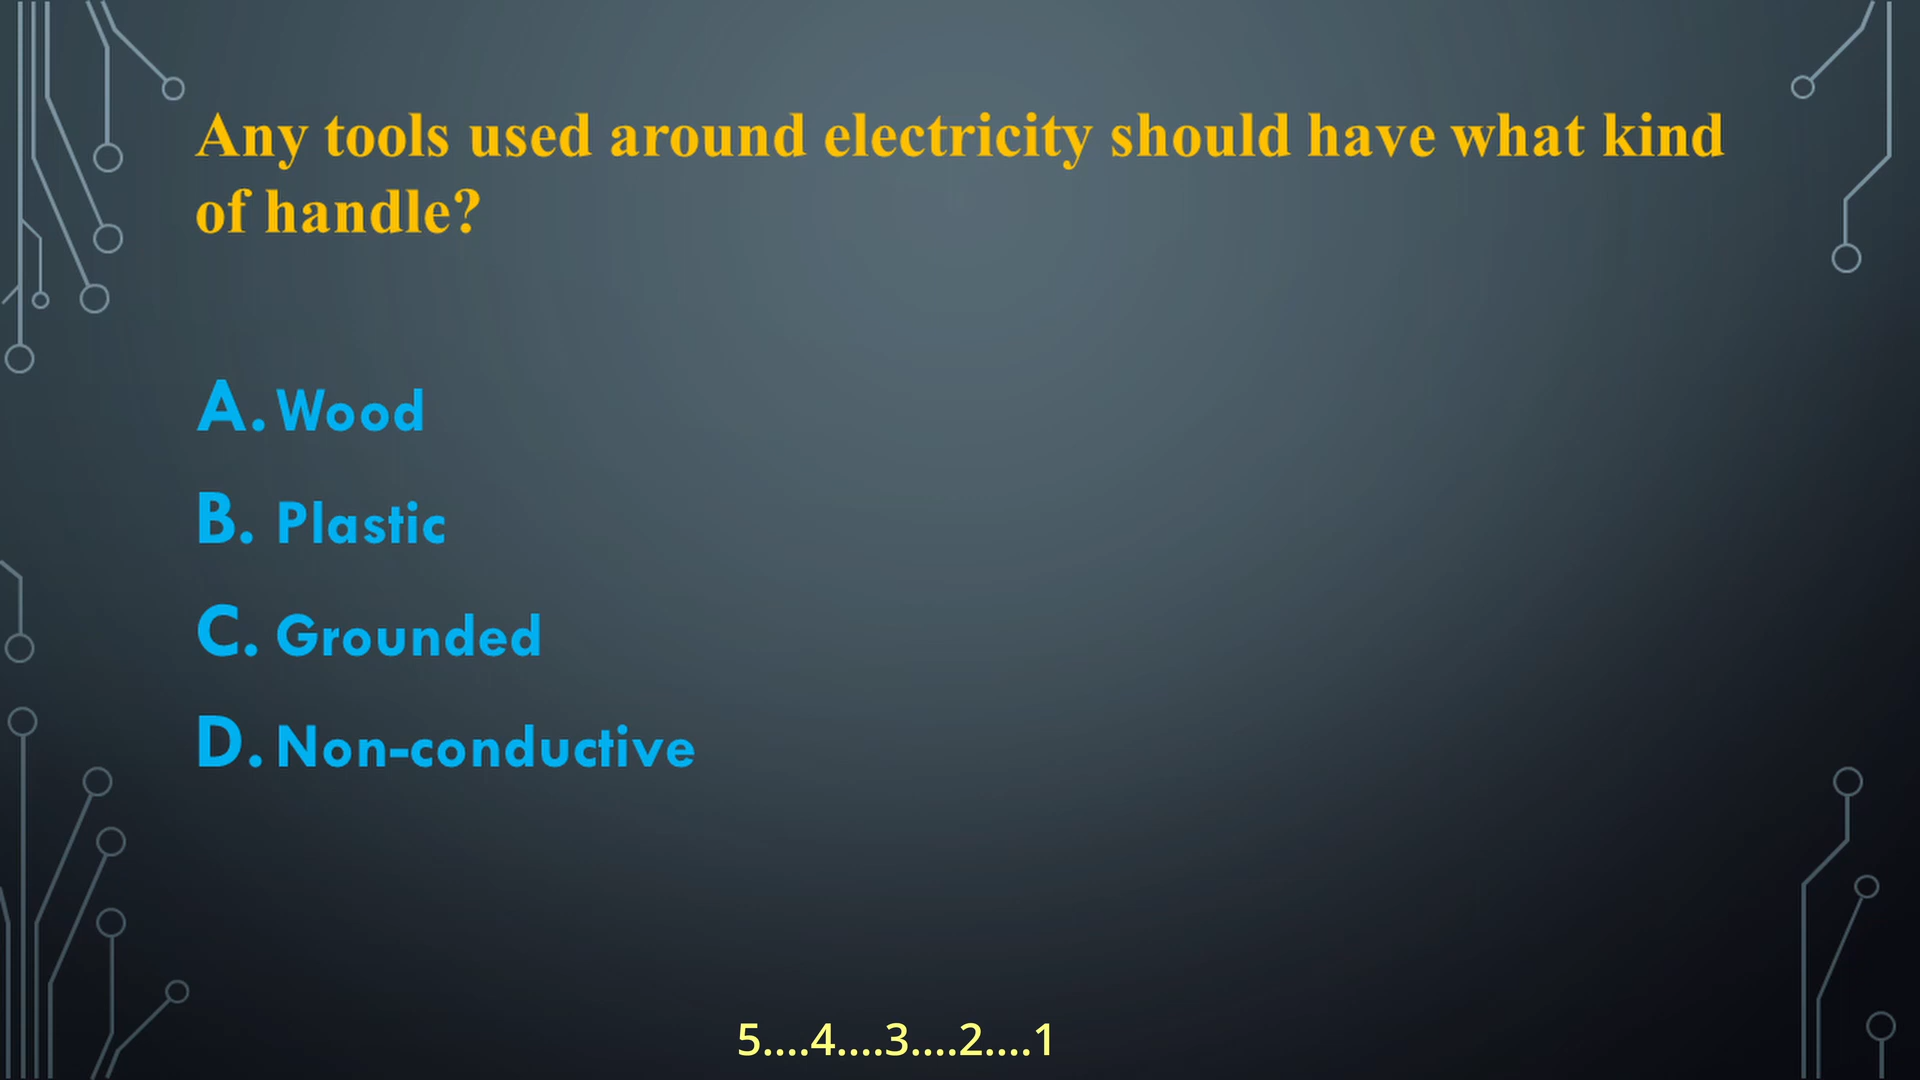 Any tools used around electricity should have what kind
of handle?
A. Wood
B. Plastic
C. Grounded
D. Non-conductive
5....4....3....2....1